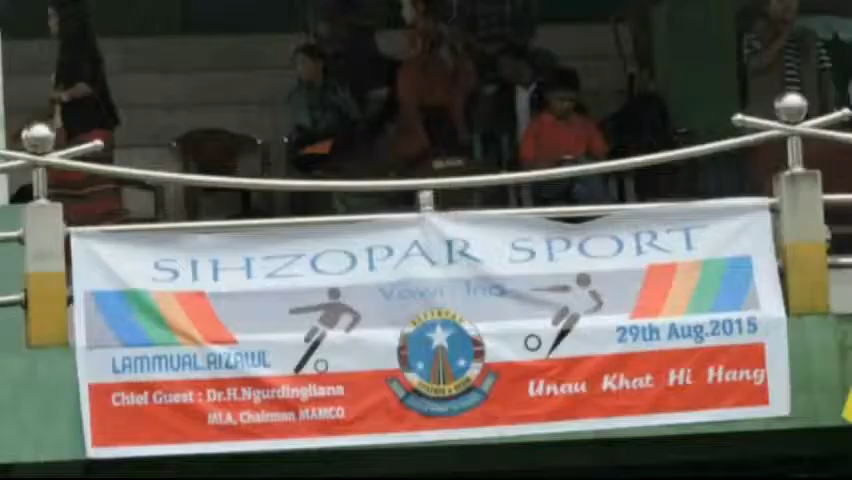 SIHZOPAR SPORT
LAMMUAL, AIZAWL
29th Aug.2015
Chief Guest : Dr.H.Ngurdingliana
MLA, Chairman MAMCO
Unau Khat Hi Hang